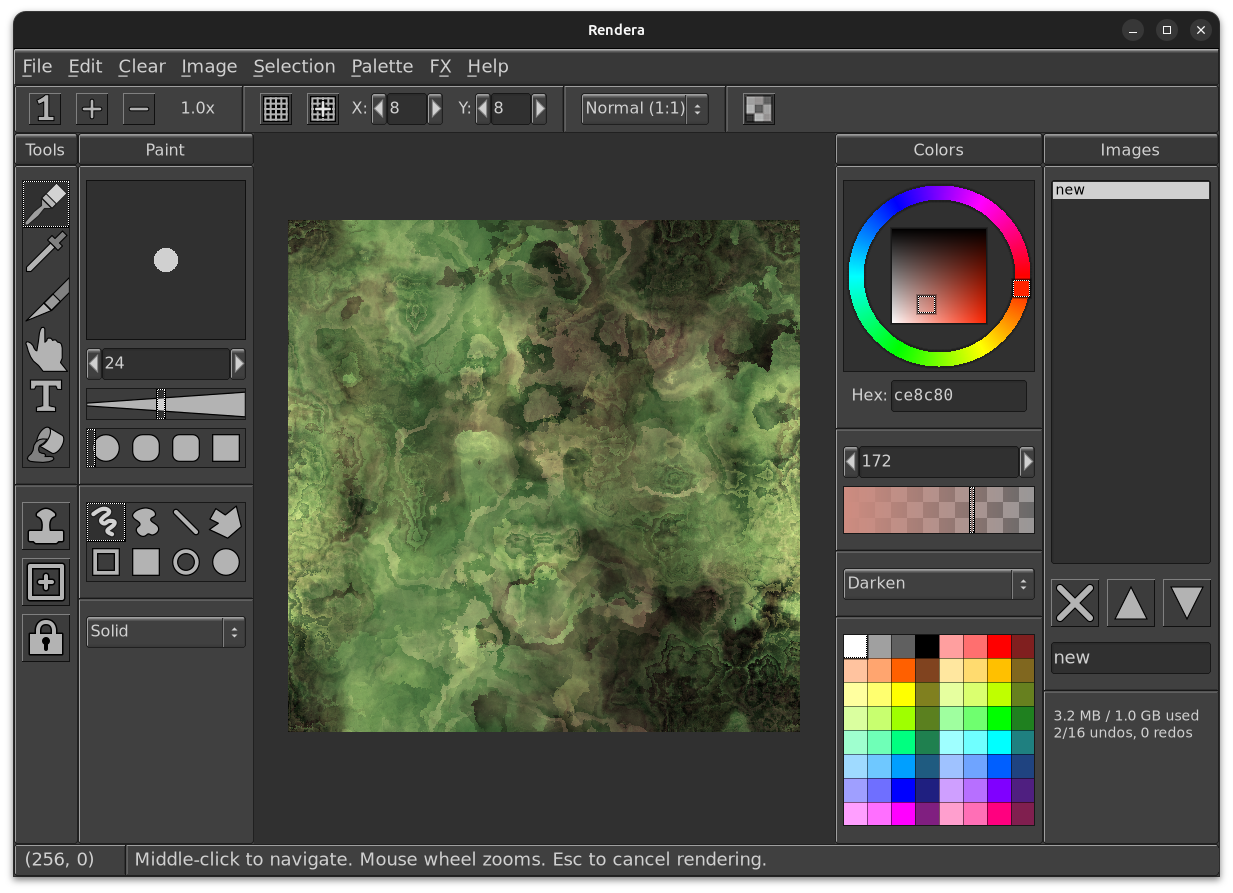 Rendera
File Edit Clear Image Selection Palette FX Help
1 1.0x X: 8 Y: 8 Normal (1:1)
Tools Paint Colors Images
new
24
T
Hex: ce8c80
172
Darken
Solid
new
3.2 MB / 1.0 GB used
2/16 undos, 0 redos
(256, 0) Middle-click to navigate. Mouse wheel zooms. Esc to cancel rendering.